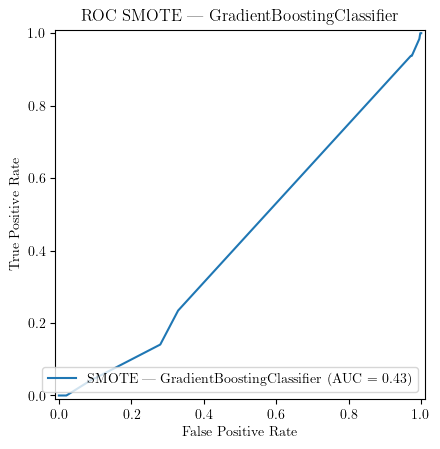 ROC SMOTE — GradientBoostingClassifier
1.0
0.8
0.6
0.4
0.2
0.0
True Positive Rate
SMOTE — GradientBoostingClassifier (AUC = 0.43)
0.0 0.2 0.4 0.6 0.8 1.0
False Positive Rate